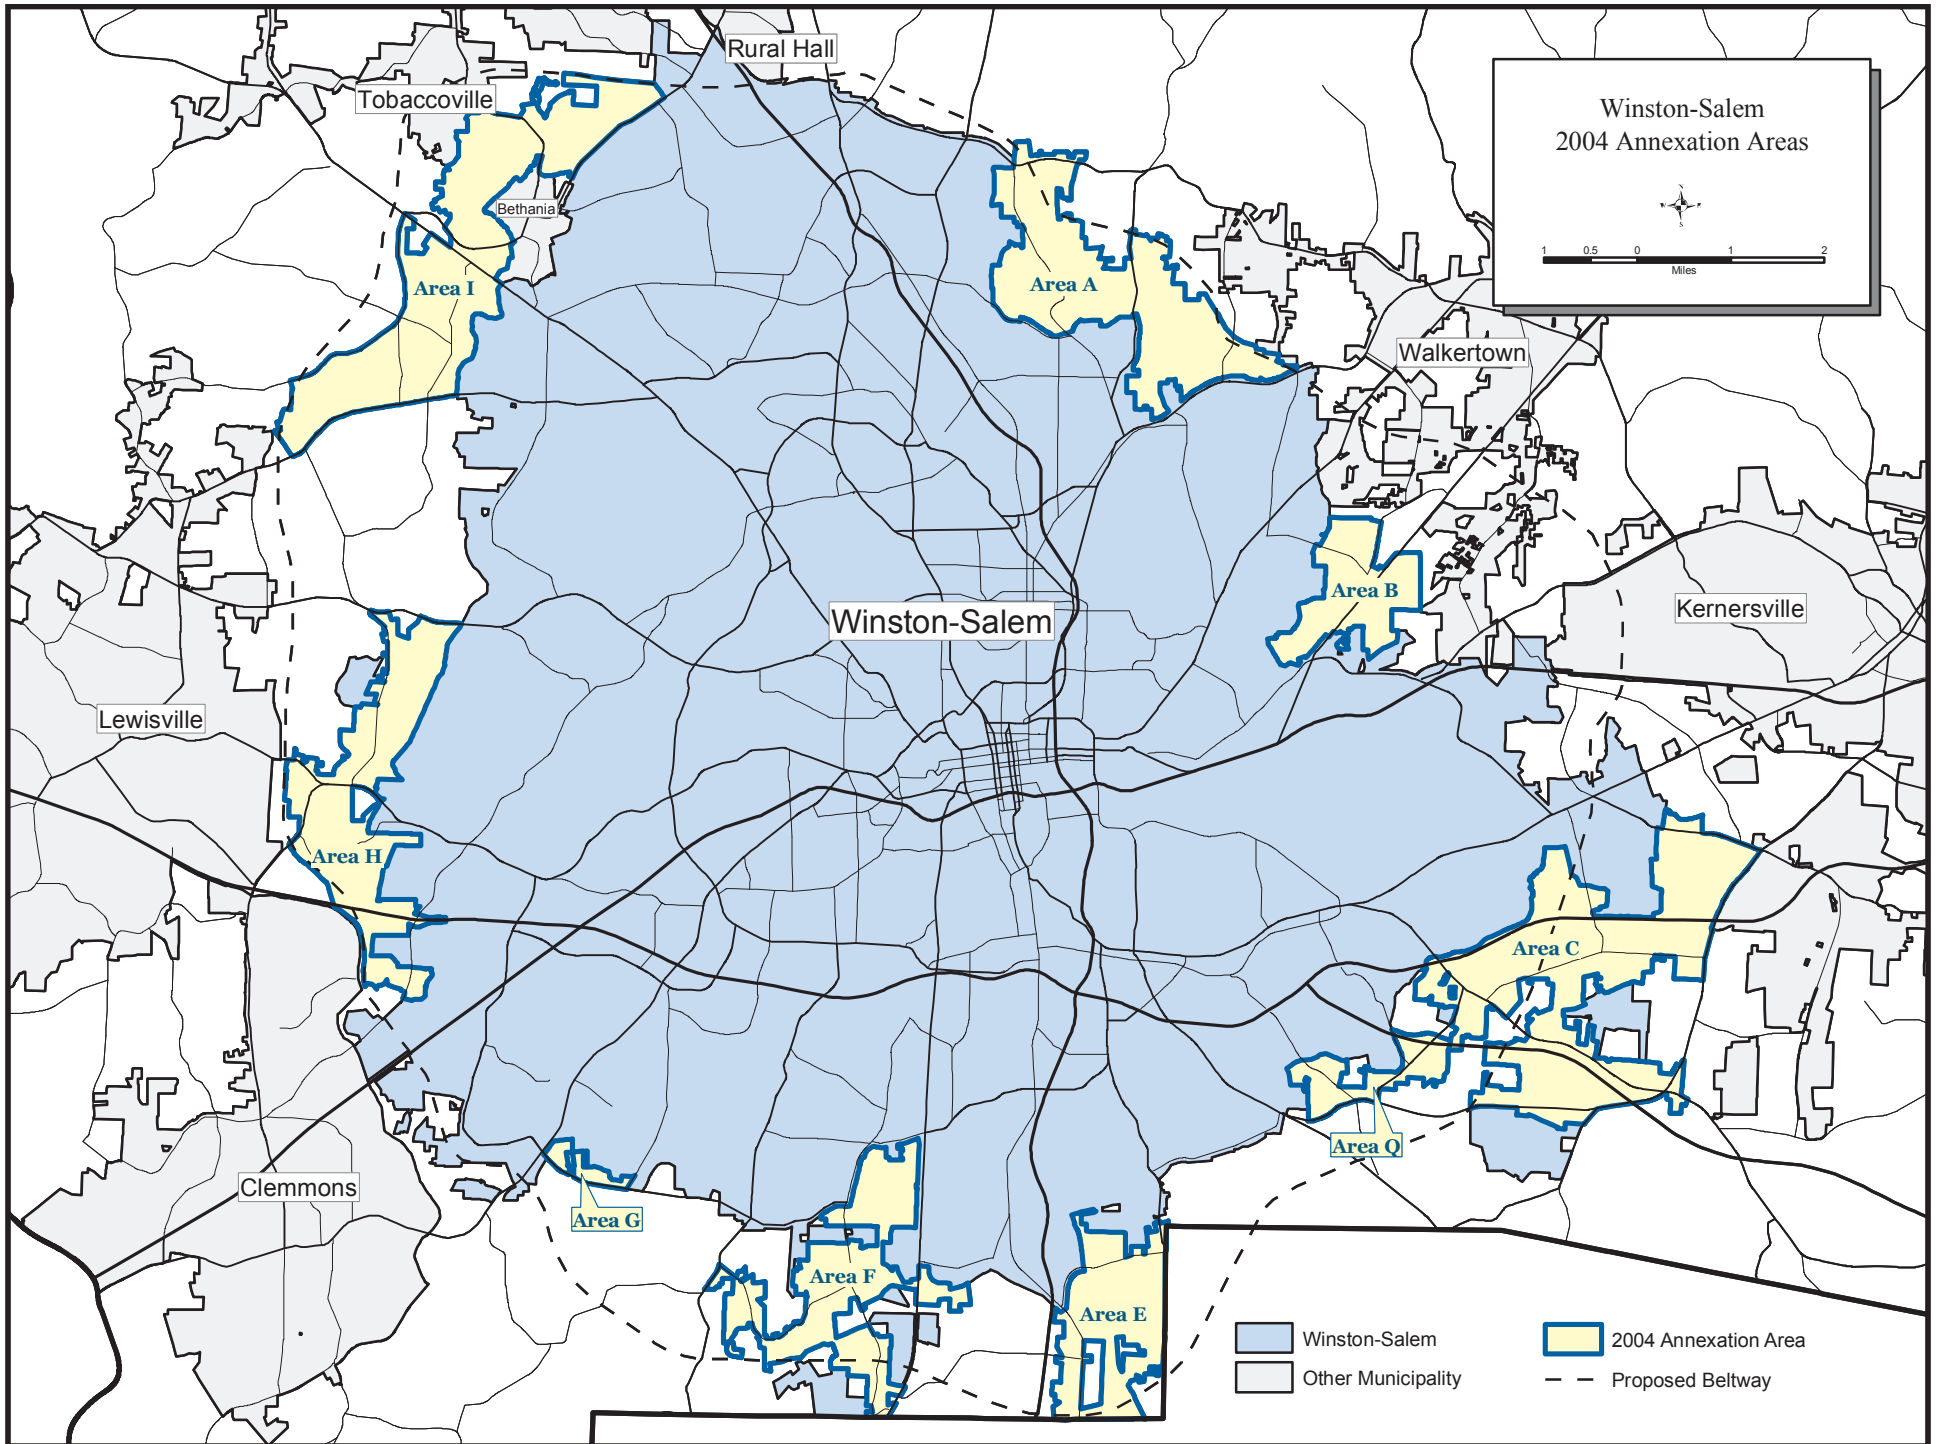 Rural Hall
Tobaccoville
Winston-Salem
2004 Annexation Areas
N
W
E
S
1 0.5 0 1 2
Miles
Bethania
Area I
Area A
Walkertown
Area B
Kernersville
Winston-Salem
Lewisville
Area H
Area C
Area Q
Clemmons
Area G
Area F
Area E
Winston-Salem
Other Municipality
2004 Annexation Area
Proposed Beltway